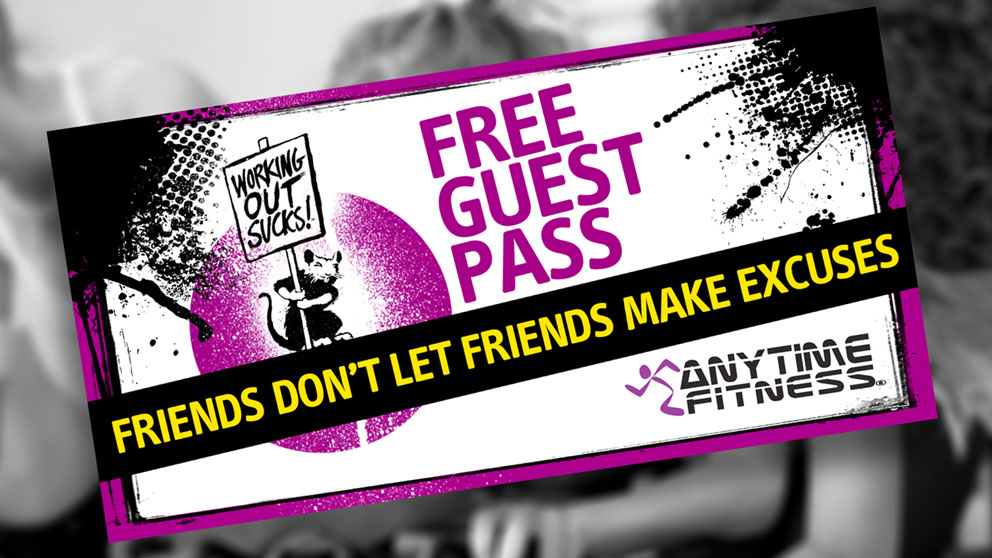 WORKING
OUT
SUCKS!
FREE
GUEST
PASS
FRIENDS DON'T LET FRIENDS MAKE EXCUSES
ANYTIME
FITNESS®